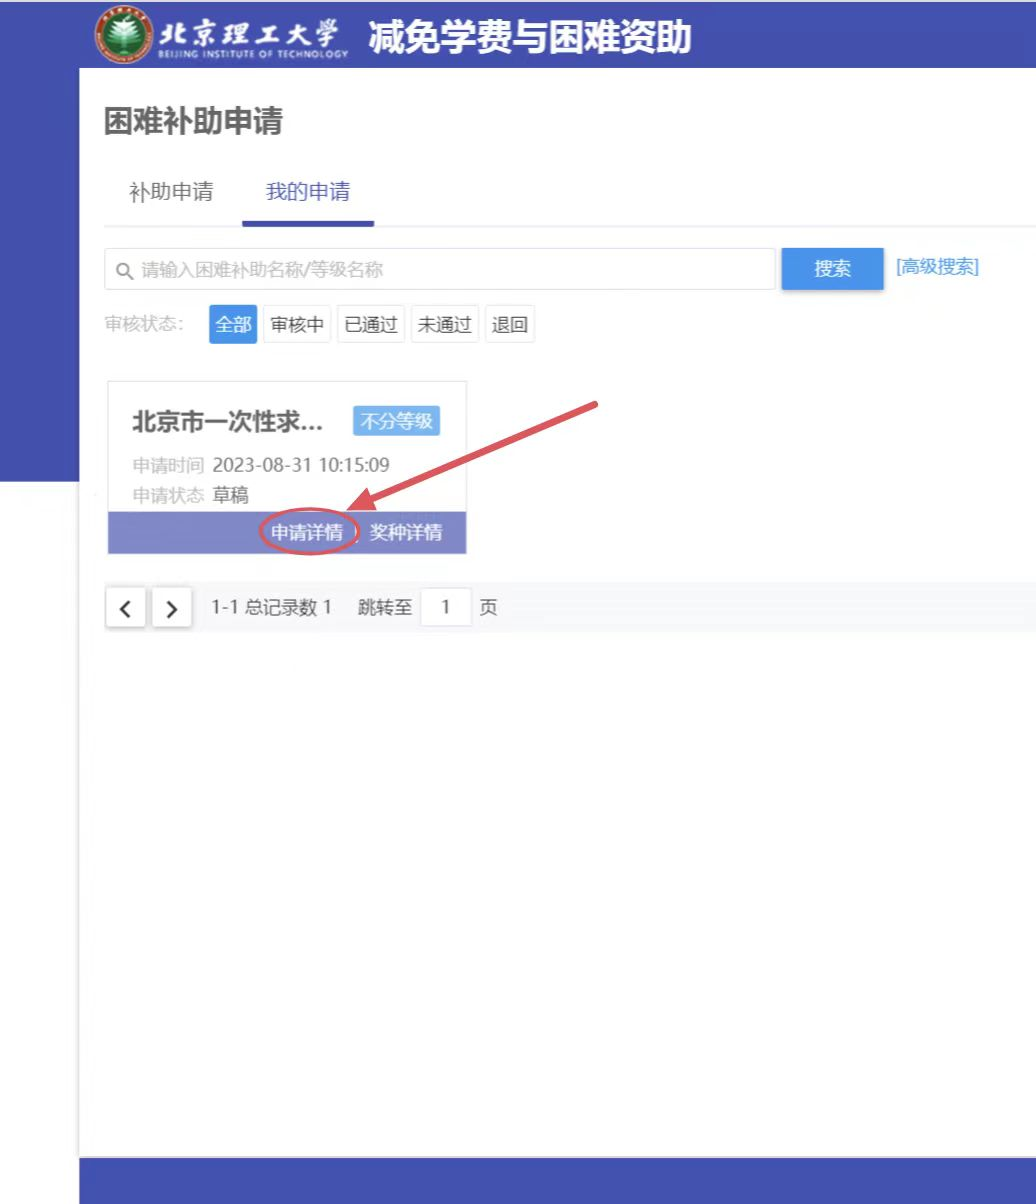 北京理工大学 减免学费与困难资助
BEIJING INSTITUTE OF TECHNOLOGY
困难补助申请
补助申请 我的申请
请输入困难补助名称/等级名称 搜索 [高级搜索]
审核状态： 全部 审核中 已通过 未通过 退回
北京市一次性求... 不分等级
申请时间 2023-08-31 10:15:09
申请状态 草稿
申请详情 奖种详情
1-1 总记录数 1 跳转至 1 页